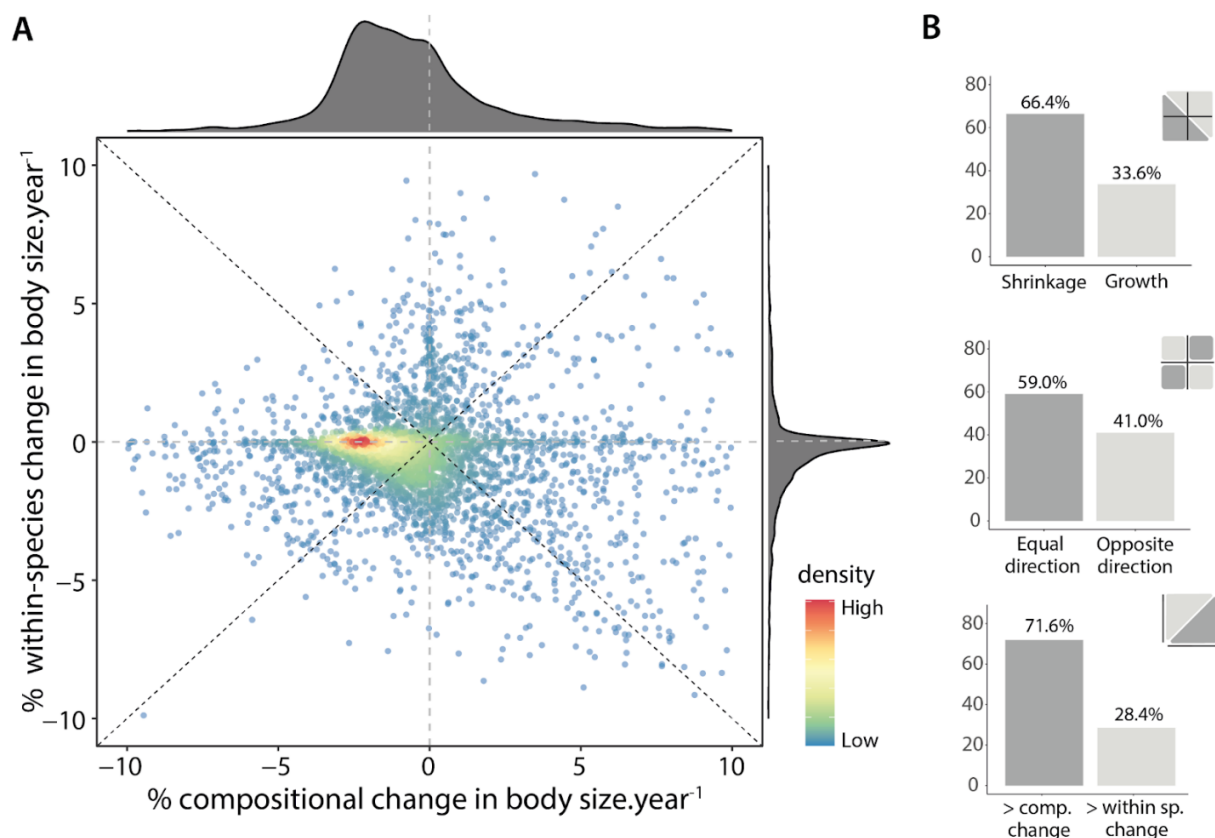 A
% within-species change in body size.year⁻¹
10
5
0
−5
−10
−10
−5
0
5
10
% compositional change in body size.year⁻¹
density
High
Low
B
80
60
40
20
0
66.4%
33.6%
Shrinkage
Growth
80
60
40
20
0
59.0%
41.0%
Equal
direction
Opposite
direction
80
60
40
20
0
71.6%
28.4%
> comp.
change
> within sp.
change